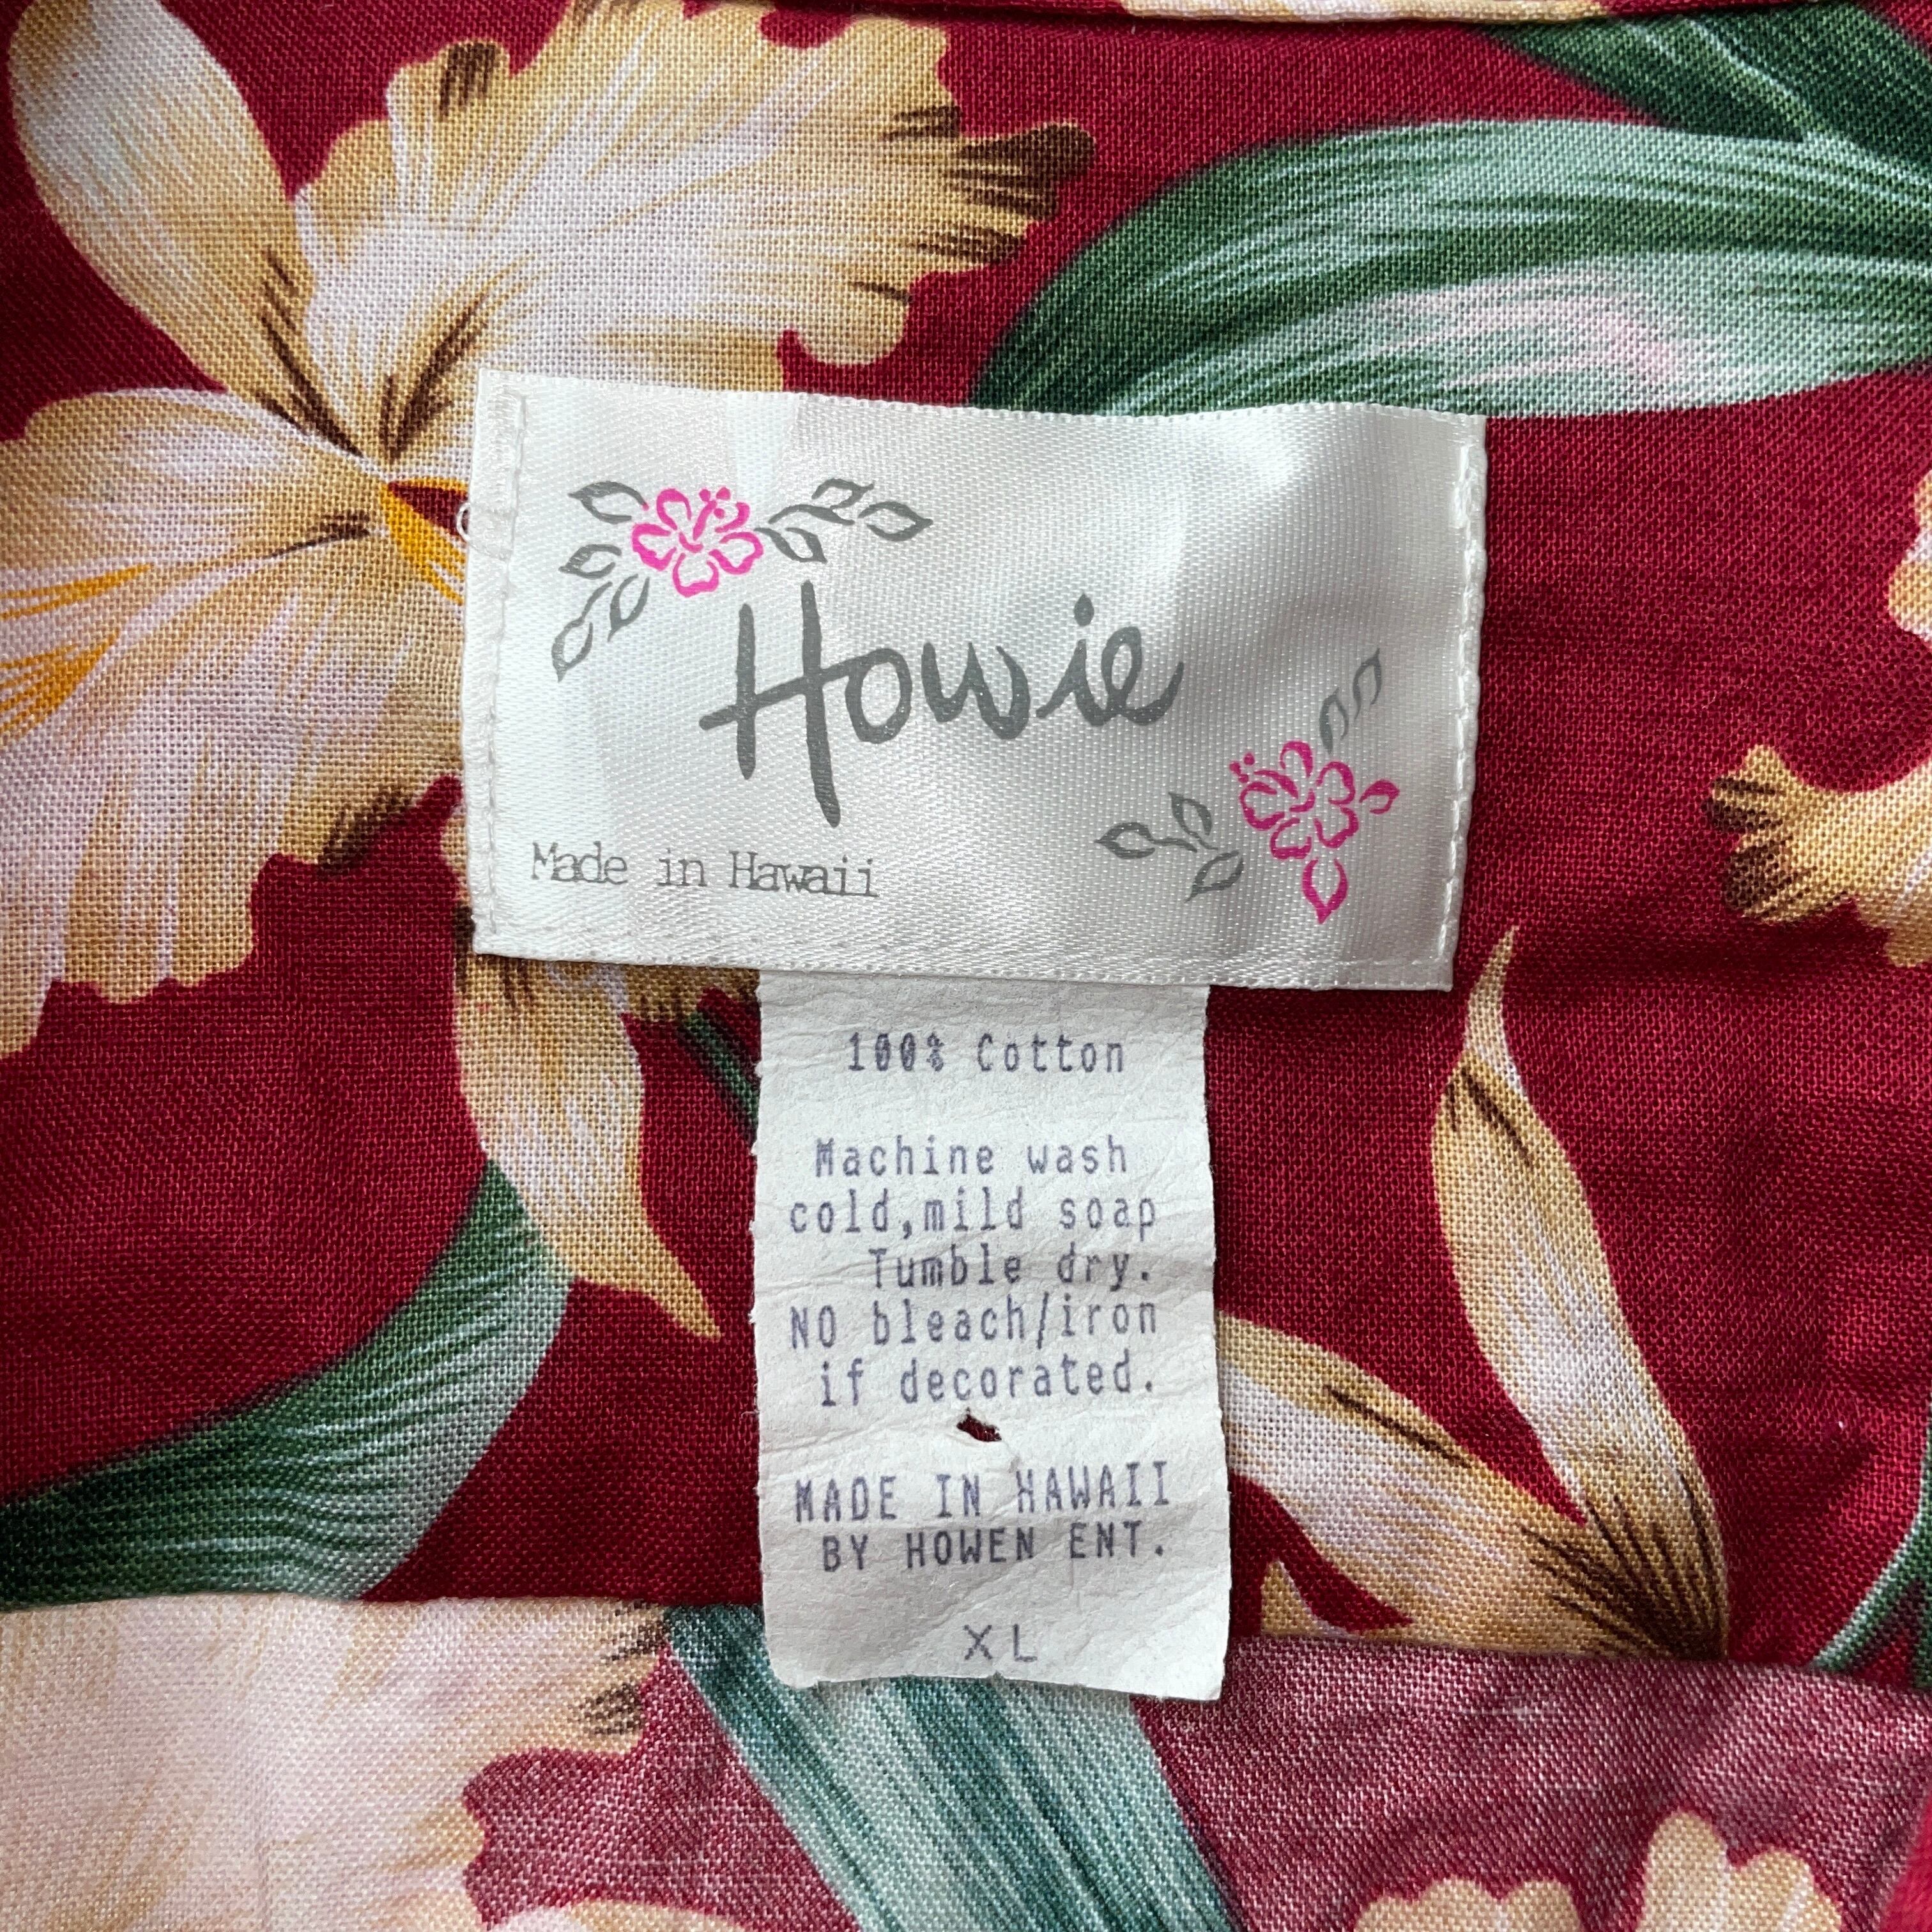 Howie
Made in Hawaii
100% Cotton
Machine wash
cold,mild soap
Tumble dry.
NO bleach/iron
if decorated.
MADE IN HAWAII
BY HOWEN ENT.
XL